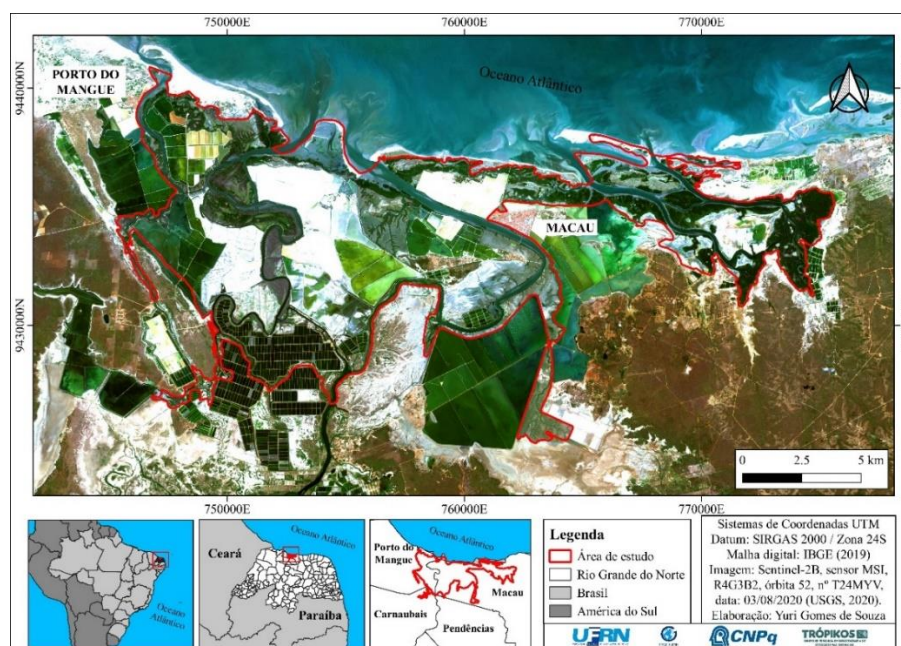 750000E 760000E 770000E
9440000N
9430000N
PORTO DO
MANGUE
Oceano Atlântico
MACAU
0 2.5 5 km
750000E 760000E 770000E
Oceano
Atlântico
Ceará
Oceano Atlântico
Paraíba
Oceano
Atlântico
Porto do
Mangue
Macau
Carnaubais
Pendências
Legenda
Área de estudo
Rio Grande do Norte
Brasil
América do Sul
Sistemas de Coordenadas UTM
Datum: SIRGAS 2000 / Zona 24S
Malha digital: IBGE (2019)
Imagem: Sentinel-2B, sensor MSI,
R4G3B2, órbita 52, nº T24MYV,
data: 03/08/2020 (USGS, 2020).
Elaboração: Yuri Gomes de Souza
UFRN
CNPq
TRÓPIKOS